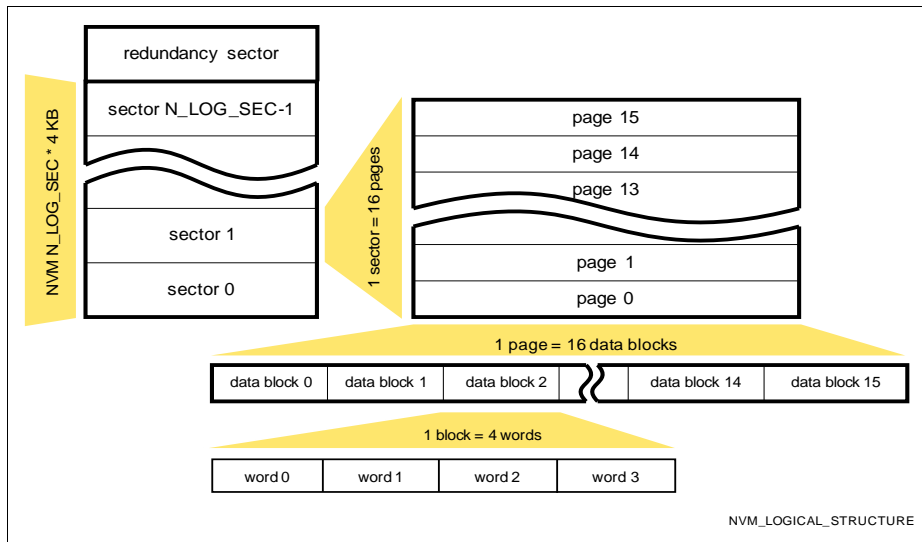 redundancy sector
sector N_LOG_SEC-1
sector 1
sector 0
NVM N_LOG_SEC * 4 KB
1 sector = 16 pages
page 15
page 14
page 13
page 1
page 0
1 page = 16 data blocks
data block 0 data block 1 data block 2 data block 14 data block 15
1 block = 4 words
word 0 word 1 word 2 word 3
NVM_LOGICAL_STRUCTURE